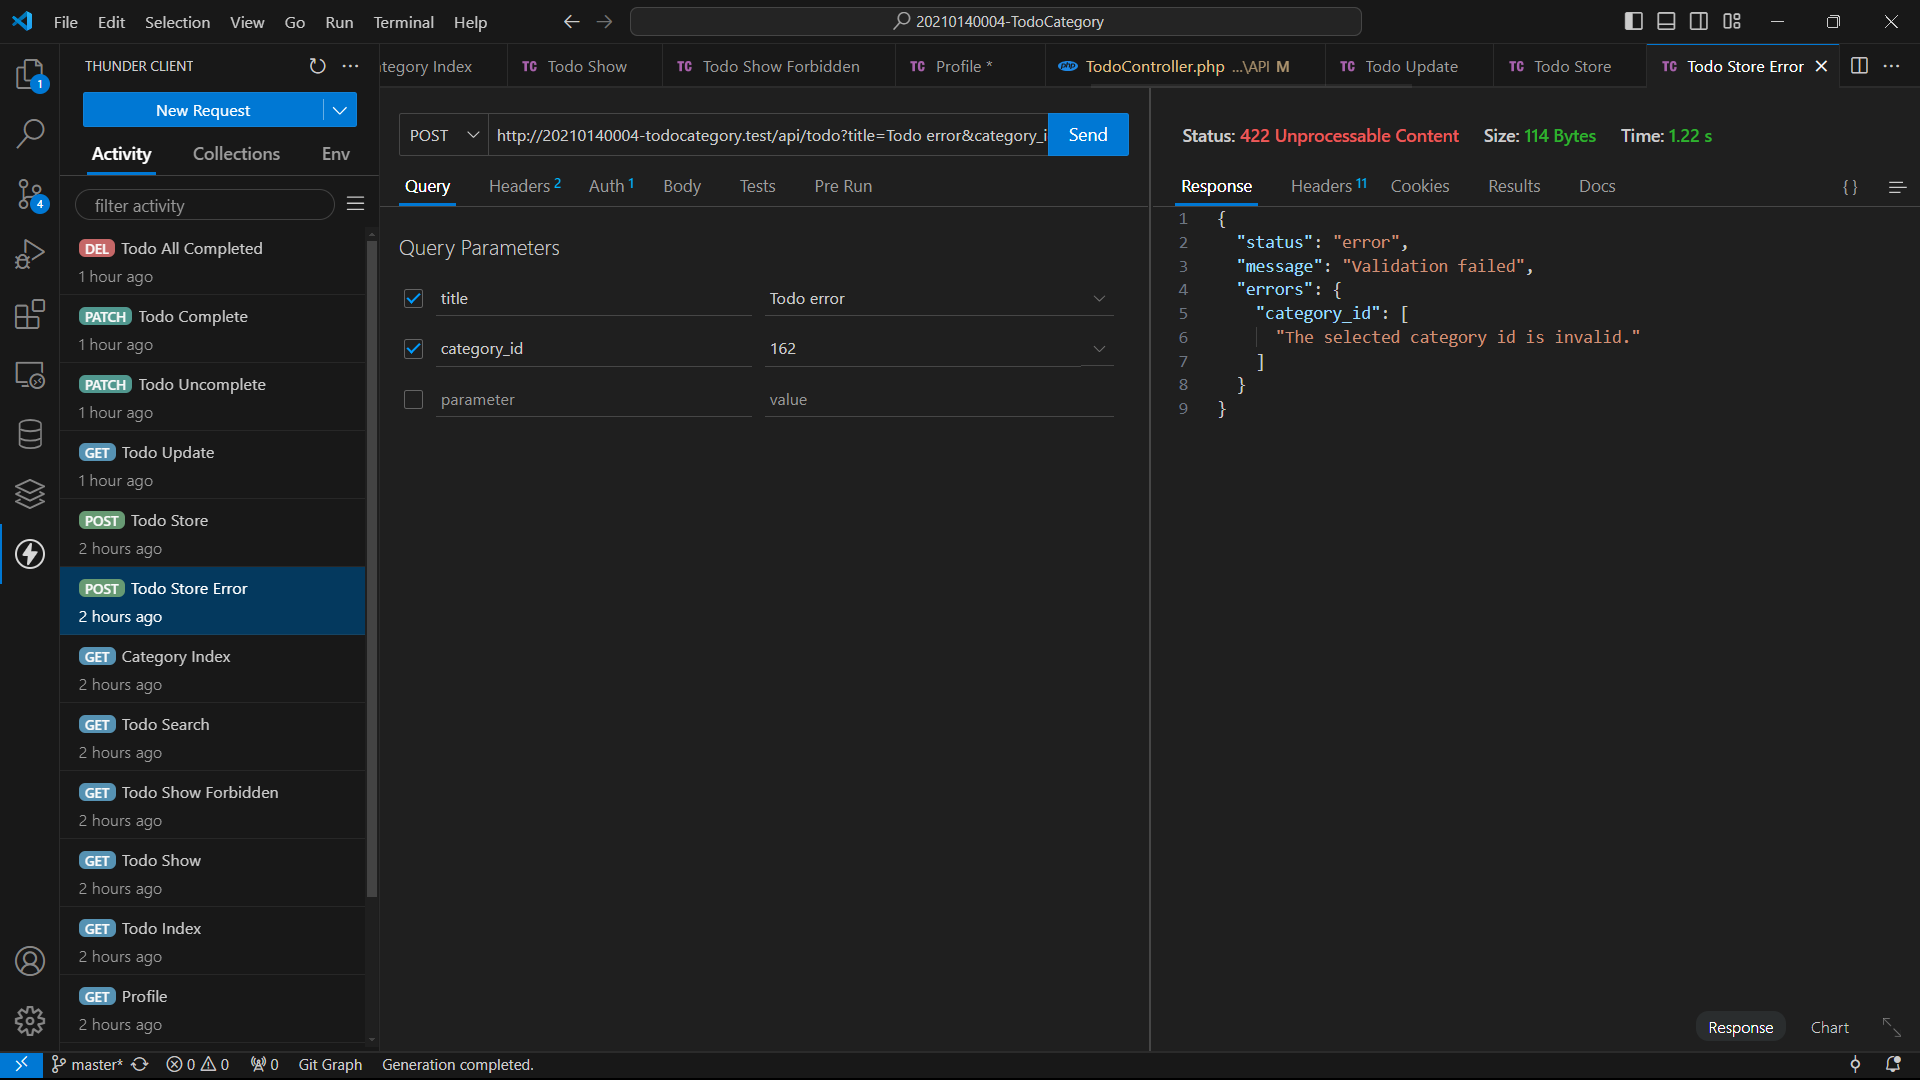 File Edit Selection View Go Run Terminal Help
20210140004-TodoCategory
THUNDER CLIENT
New Request
Activity Collections Env
filter activity
DEL Todo All Completed
1 hour ago
PATCH Todo Complete
1 hour ago
PATCH Todo Uncomplete
1 hour ago
GET Todo Update
1 hour ago
POST Todo Store
2 hours ago
POST Todo Store Error
2 hours ago
GET Category Index
2 hours ago
GET Todo Search
2 hours ago
GET Todo Show Forbidden
2 hours ago
GET Todo Show
2 hours ago
GET Todo Index
2 hours ago
GET Profile
2 hours ago
tegory Index TC Todo Show TC Todo Show Forbidden TC Profile * php TodoController.php ...\API M TC Todo Update TC Todo Store TC Todo Store Error
POST http://20210140004-todocategory.test/api/todo?title=Todo error&category_i Send
Query Headers 2 Auth 1 Body Tests Pre Run
Query Parameters
title Todo error
category_id 162
parameter value
Status: 422 Unprocessable Content Size: 114 Bytes Time: 1.22 s
Response Headers 11 Cookies Results Docs {}
1 {
2 "status": "error",
3 "message": "Validation failed",
4 "errors": {
5 "category_id": [
6 "The selected category id is invalid."
7 ]
8 }
9 }
Response Chart
1
4
master* 0 0 0 Git Graph Generation completed.